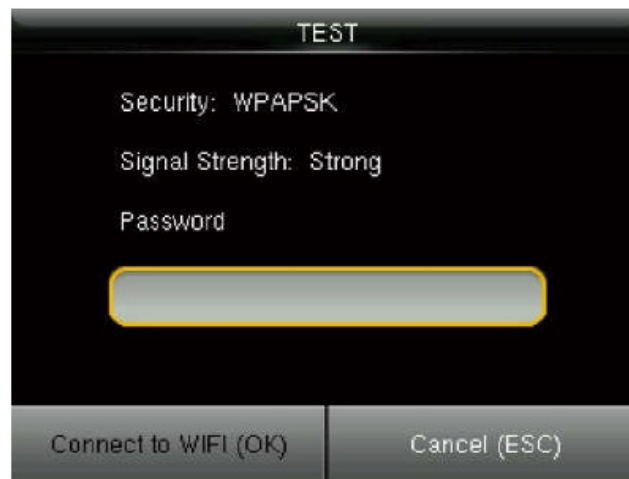 TEST
Security: WPAPSK
Signal Strength: Strong
Password
Connect to WIFI (OK) Cancel (ESC)